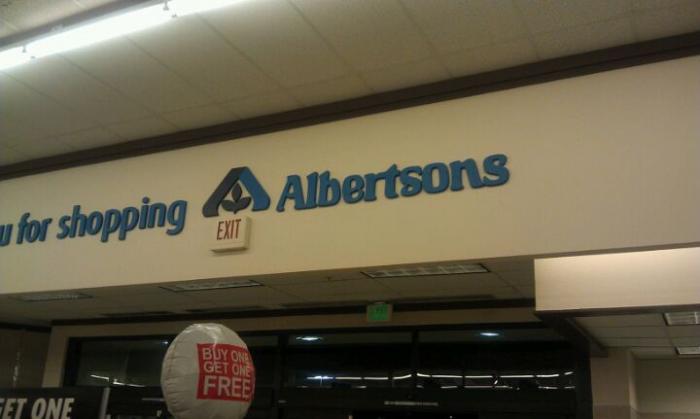 u for shopping Albertsons
EXIT
BUY ONE
GET ONE
FREE
ET ONE